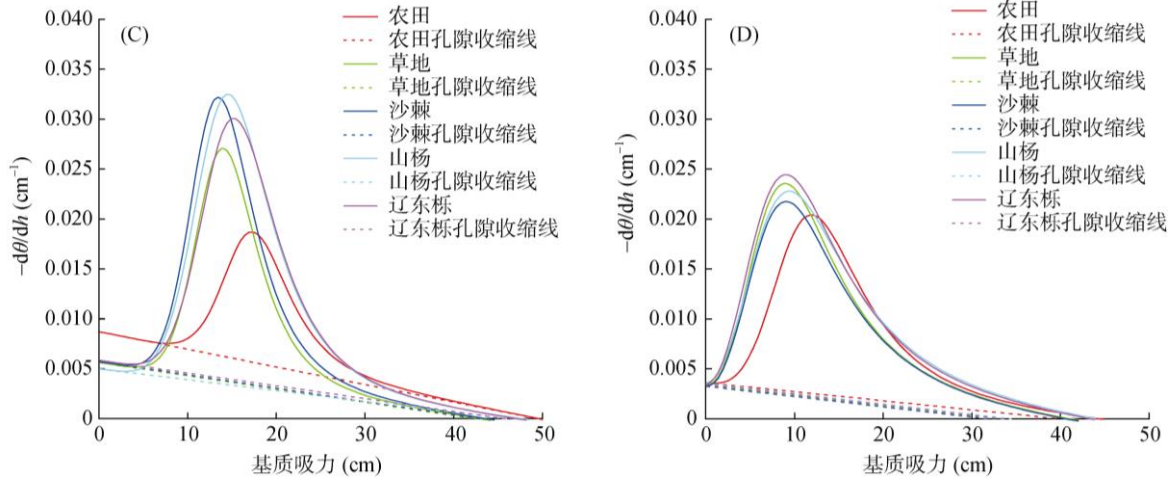 (C)
0.040
0.035
0.030
0.025
0.020
0.015
0.010
0.005
0
−dθ/dh (cm⁻¹)
0 10 20 30 40 50
基质吸力 (cm)
农田
农田孔隙收缩线
草地
草地孔隙收缩线
沙棘
沙棘孔隙收缩线
山杨
山杨孔隙收缩线
辽东栎
辽东栎孔隙收缩线
(D)
0.040
0.035
0.030
0.025
0.020
0.015
0.010
0.005
0
−dθ/dh (cm⁻¹)
0 10 20 30 40 50
基质吸力 (cm)
农田
农田孔隙收缩线
草地
草地孔隙收缩线
沙棘
沙棘孔隙收缩线
山杨
山杨孔隙收缩线
辽东栎
辽东栎孔隙收缩线